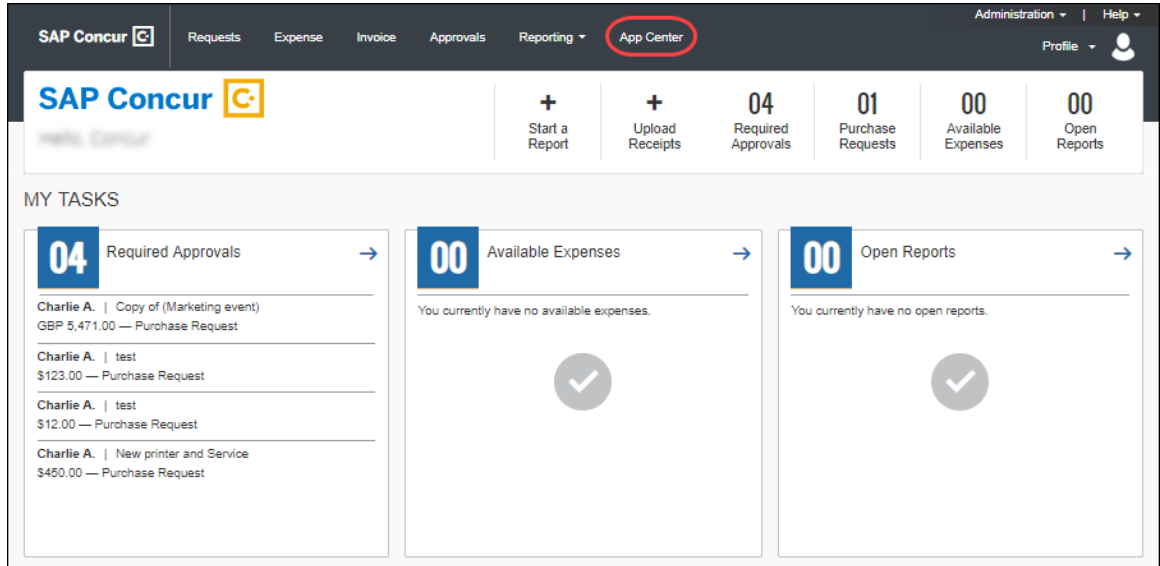 Administration | Help
SAP Concur C Requests Expense Invoice Approvals Reporting App Center
Profile
SAP Concur C
Hello, Concur
+ Start a Report
+ Upload Receipts
04 Required Approvals
01 Purchase Requests
00 Available Expenses
00 Open Reports
MY TASKS
04 Required Approvals
Charlie A. | Copy of (Marketing event)
GBP 5,471.00 — Purchase Request
Charlie A. | test
$123.00 — Purchase Request
Charlie A. | test
$12.00 — Purchase Request
Charlie A. | New printer and Service
$450.00 — Purchase Request
00 Available Expenses
You currently have no available expenses.
00 Open Reports
You currently have no open reports.